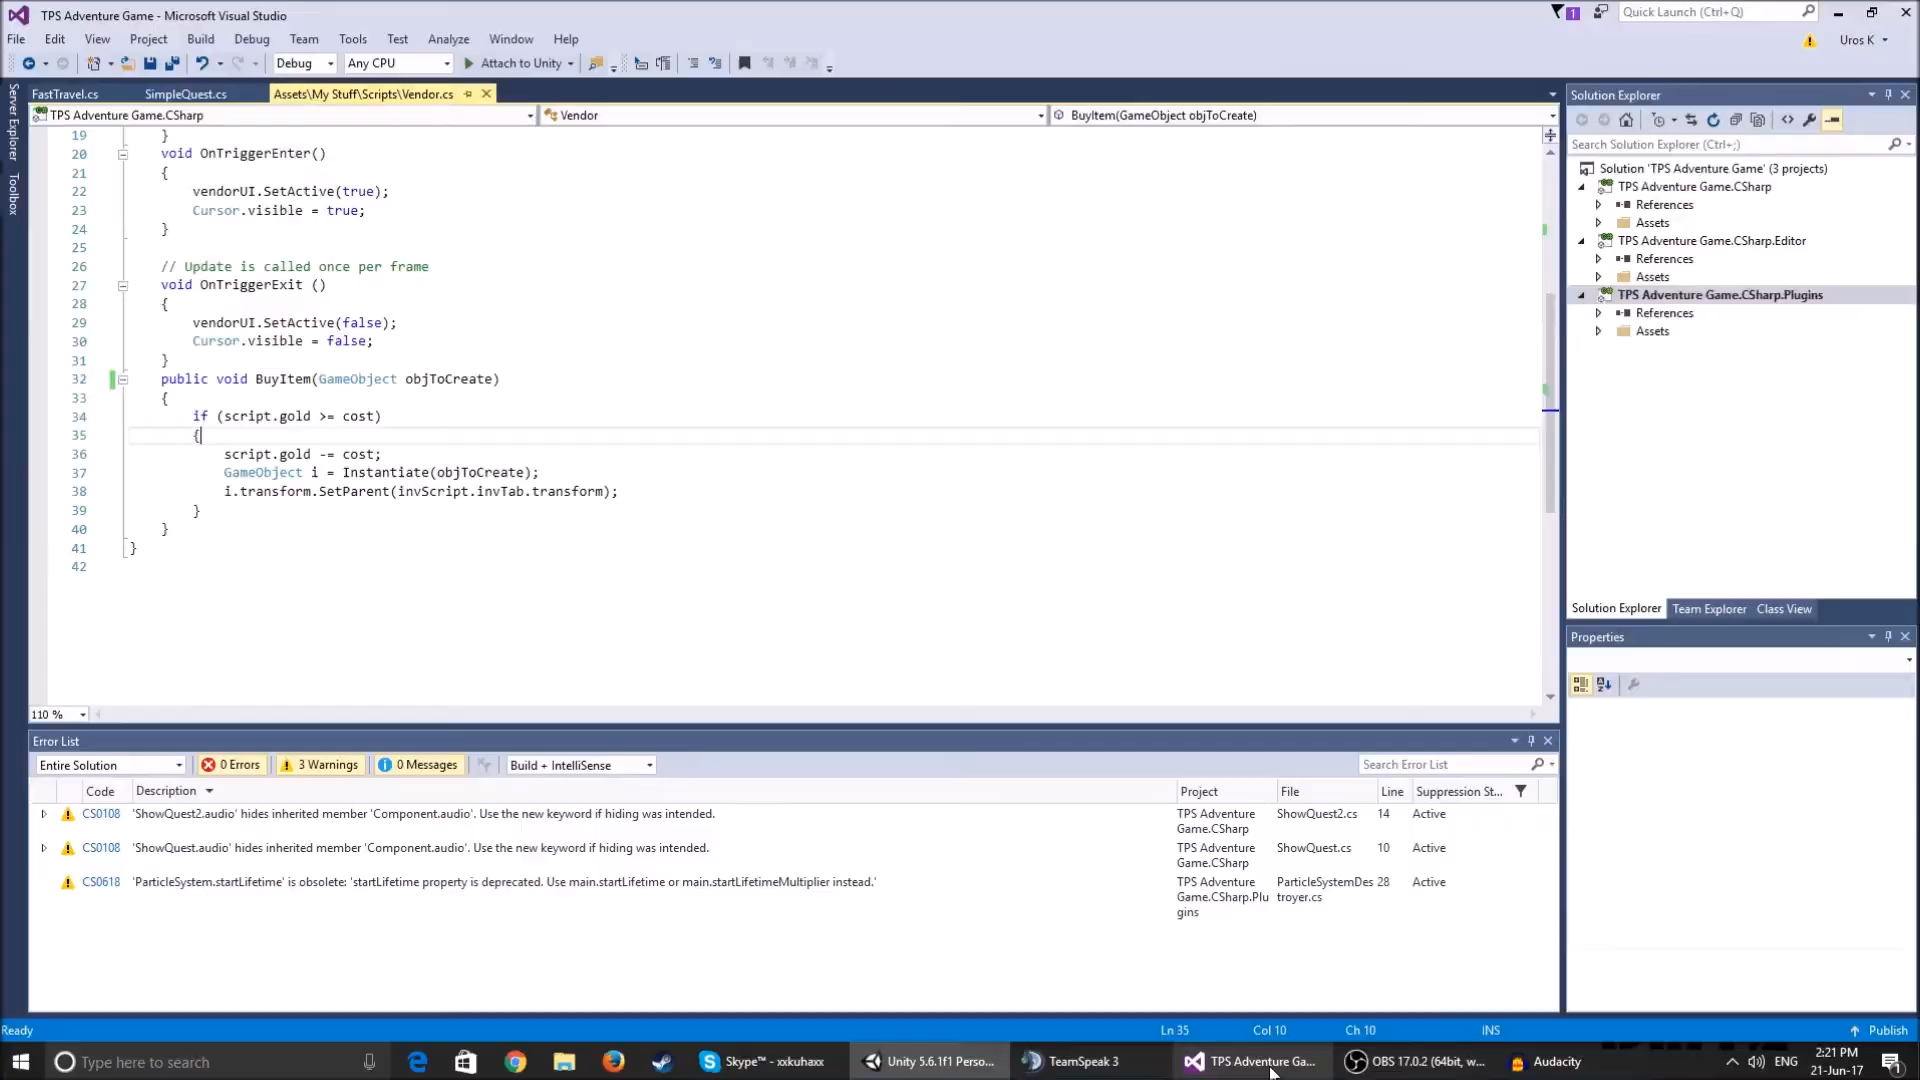 TPS Adventure Game - Microsoft Visual Studio
1
Quick Launch (Ctrl+Q)
File Edit View Project Build Debug Team Tools Test Analyze Window Help
Uros K
Debug Any CPU Attach to Unity
Server Explorer
Toolbox
FastTravel.cs SimpleQuest.cs Assets\My Stuff\Scripts\Vendor.cs
TPS Adventure Game.CSharp Vendor BuyItem(GameObject objToCreate)
19 }
20 void OnTriggerEnter()
21 {
22 vendorUI.SetActive(true);
23 Cursor.visible = true;
24 }
25
26 // Update is called once per frame
27 void OnTriggerExit ()
28 {
29 vendorUI.SetActive(false);
30 Cursor.visible = false;
31 }
32 public void BuyItem(GameObject objToCreate)
33 {
34 if (script.gold >= cost)
35 {
36 script.gold -= cost;
37 GameObject i = Instantiate(objToCreate);
38 i.transform.SetParent(invScript.invTab.transform);
39 }
40 }
41 }
42
110 %
Solution Explorer
Search Solution Explorer (Ctrl+;)
Solution 'TPS Adventure Game' (3 projects)
TPS Adventure Game.CSharp
References
Assets
TPS Adventure Game.CSharp.Editor
References
Assets
TPS Adventure Game.CSharp.Plugins
References
Assets
Solution Explorer Team Explorer Class View
Properties
Error List
Entire Solution 0 Errors 3 Warnings 0 Messages Build + IntelliSense Search Error List
Code Description Project File Line Suppression St...
CS0108 'ShowQuest2.audio' hides inherited member 'Component.audio'. Use the new keyword if hiding was intended. TPS Adventure ShowQuest2.cs 14 Active
Game.CSharp
CS0108 'ShowQuest.audio' hides inherited member 'Component.audio'. Use the new keyword if hiding was intended. TPS Adventure ShowQuest.cs 10 Active
Game.CSharp
CS0618 'ParticleSystem.startLifetime' is obsolete: 'startLifetime property is deprecated. Use main.startLifetime or main.startLifetimeMultiplier instead.' TPS Adventure ParticleSystemDes 28 Active
Game.CSharp.Plu troyer.cs
gins
Ready Ln 35 Col 10 Ch 10 INS Publish
Type here to search Skype™ - xxkuhaxx Unity 5.6.1f1 Perso... TeamSpeak 3 TPS Adventure Ga... OBS 17.0.2 (64bit, w... Audacity ENG 2:21 PM
21-Jun-17
1